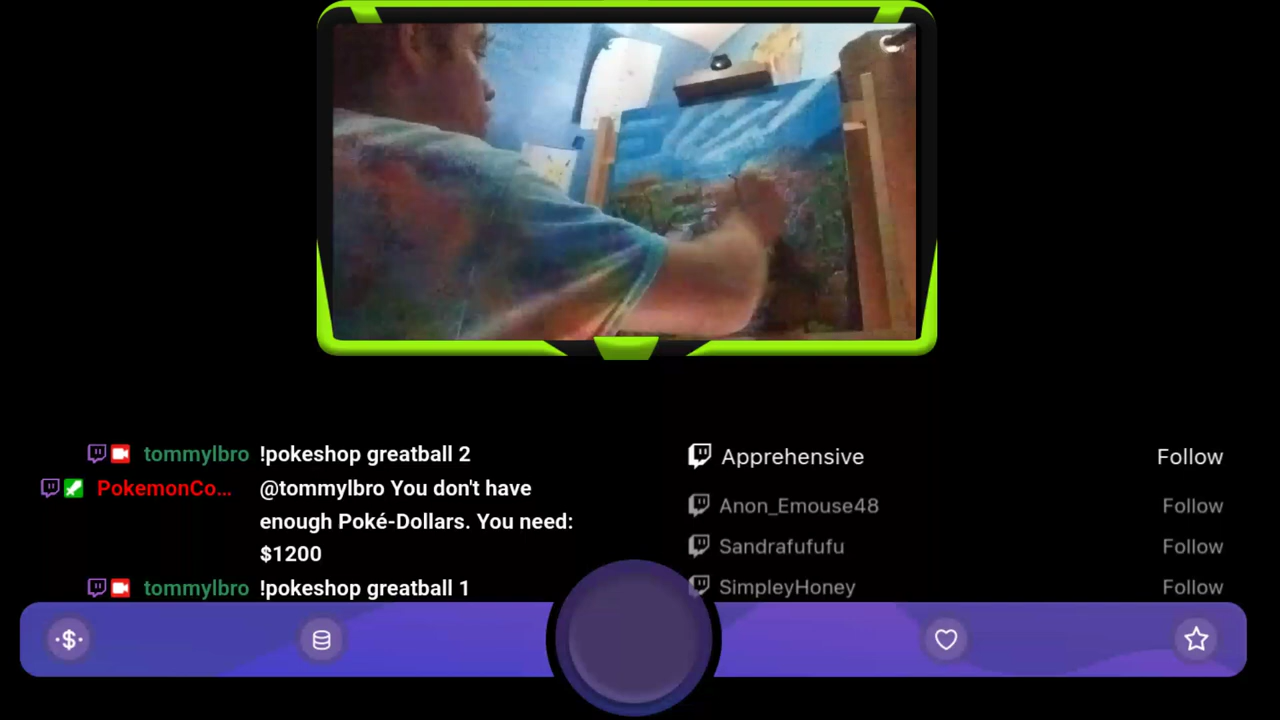 tommylbro !pokeshop greatball 2
PokemonCo... @tommylbro You don't have
enough Poké-Dollars. You need:
$1200
tommylbro !pokeshop greatball 1
Apprehensive Follow
Anon_Emouse48 Follow
Sandrafufufu Follow
SimpleyHoney Follow